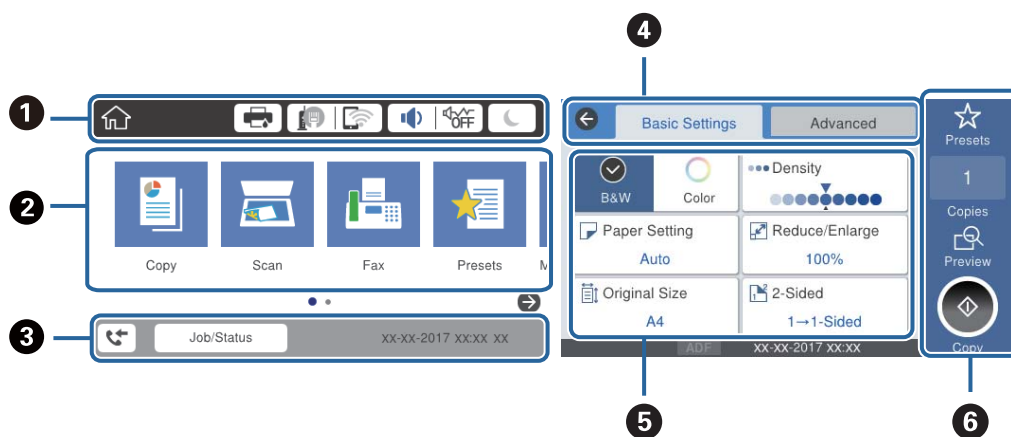 4
1
OFF
2
Copy
Scan
Fax
Presets
M
3
Job/Status
xx-xx-2017 xx:xx xx
Basic Settings
Advanced
B&W
Color
Density
Paper Setting
Auto
Reduce/Enlarge
100%
Original Size
A4
1 2
2-Sided
1→1-Sided
ADF
xx-xx-2017 xx:xx
Presets
1
Copies
Preview
Copy
5
6